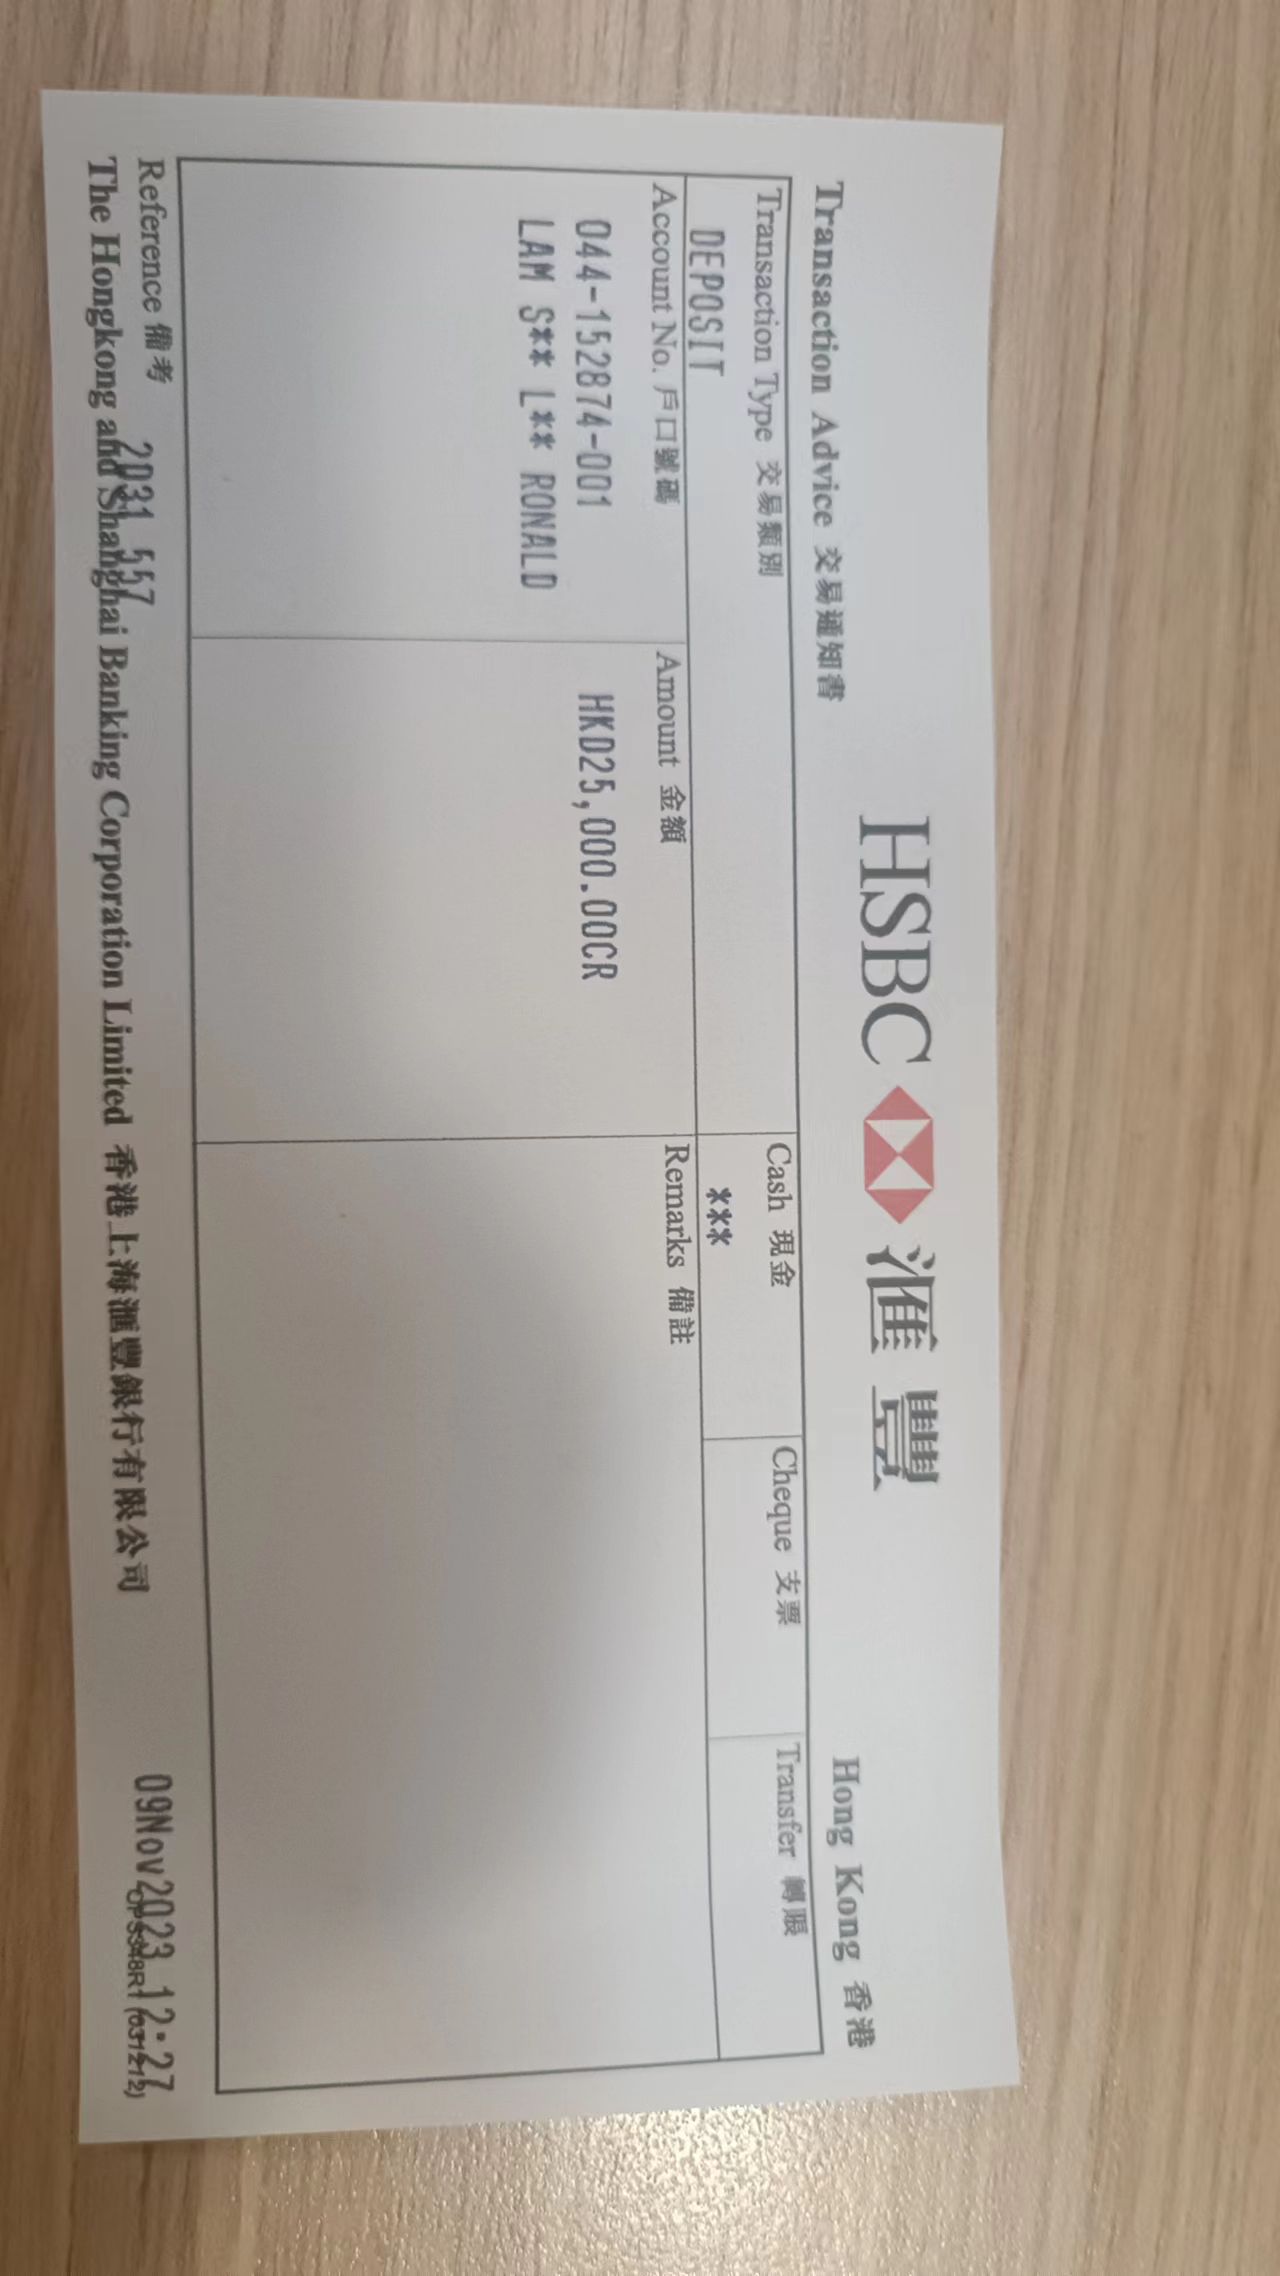 HSBC 滙豐
Transaction Advice 交易通知書
Hong Kong 香港
Transaction Type 交易類別
Cash 現金
Cheque 支票
Transfer 轉賬
DEPOSIT
***
Account No. 戶口號碼
Amount 金額
Remarks 備註
044-152874-001
HKD25,000.00CR
LAM S** L** RONALD
Reference 備考
2031 557
09Nov2023 12:27
The Hongkong and Shanghai Banking Corporation Limited 香港上海滙豐銀行有限公司